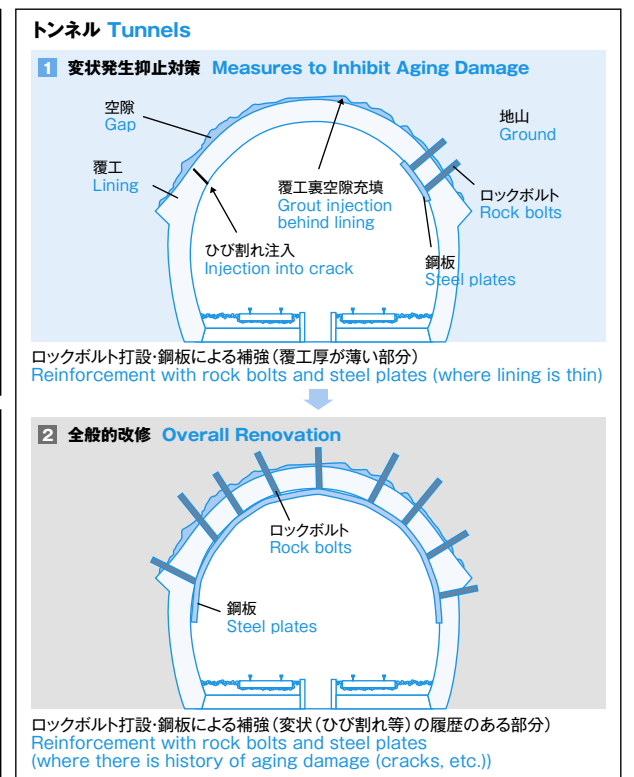 トンネル Tunnels
1 変状発生抑止対策 Measures to Inhibit Aging Damage
空隙
Gap
地山
Ground
覆工
Lining
覆工裏空隙充填
Grout injection
behind lining
ロックボルト
Rock bolts
ひび割れ注入
Injection into crack
鋼板
Steel plates
ロックボルト打設・鋼板による補強（覆工厚が薄い部分）
Reinforcement with rock bolts and steel plates (where lining is thin)
2 全般的改修 Overall Renovation
ロックボルト
Rock bolts
鋼板
Steel plates
ロックボルト打設・鋼板による補強（変状（ひび割れ等）の履歴のある部分）
Reinforcement with rock bolts and steel plates
(where there is history of aging damage (cracks, etc.))